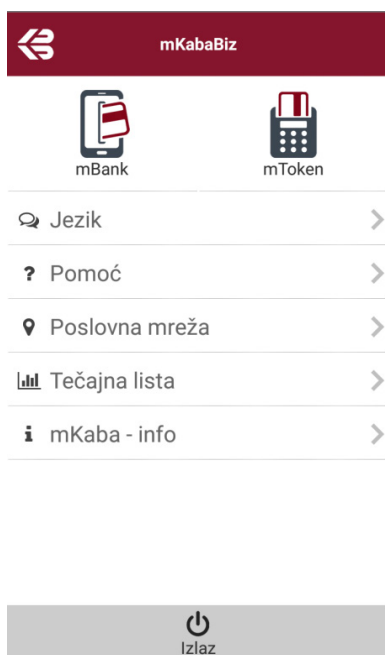 mKabaBiz
mBank
mToken
Jezik
Pomoć
Poslovna mreža
Tečajna lista
mKaba - info
Izlaz